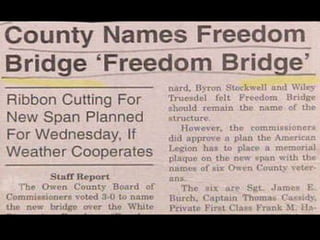 County Names Freedom
Bridge 'Freedom Bridge'
Ribbon Cutting For
New Span Planned
For Wednesday, If
Weather Cooperates
Staff Report
The Owen County Board of
Commissioners voted 3-0 to name
the new bridge over the White
nard, Byron Stockwell and Wiley
Truesdel felt Freedom Bridge
should remain the name of the
structure.
However, the commissioners
did approve a plan the American
Legion has to place a memorial
plaque on the new span with the
names of six Owen County veter-
ans.
The six are Sgt. James E.
Burch, Captain Thomas Cassidy,
Private First Class Frank M. Ha-